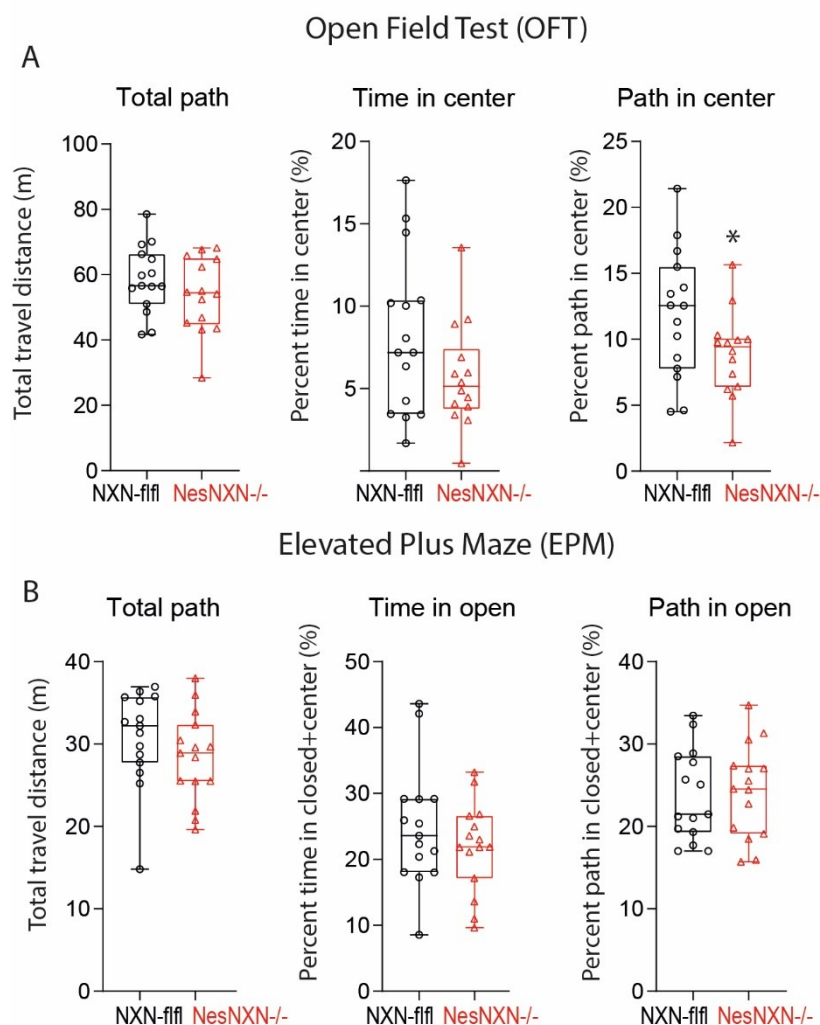 Open Field Test (OFT)
A
Total path
Time in center
Path in center
Total travel distance (m)
100
80
60
40
20
0
NXN-flfl NesNXN-/-
Percent time in center (%)
20
15
10
5
NXN-flfl NesNXN-/-
Percent path in center (%)
25
20
15
10
5
0
*
NXN-flfl NesNXN-/-
Elevated Plus Maze (EPM)
B
Total path
Time in open
Path in open
Total travel distance (m)
40
30
20
10
0
NXN-flfl NesNXN-/-
Percent time in closed+center (%)
50
40
30
20
10
0
NXN-flfl NesNXN-/-
Percent path in closed+center (%)
40
30
20
10
0
NXN-flfl NesNXN-/-